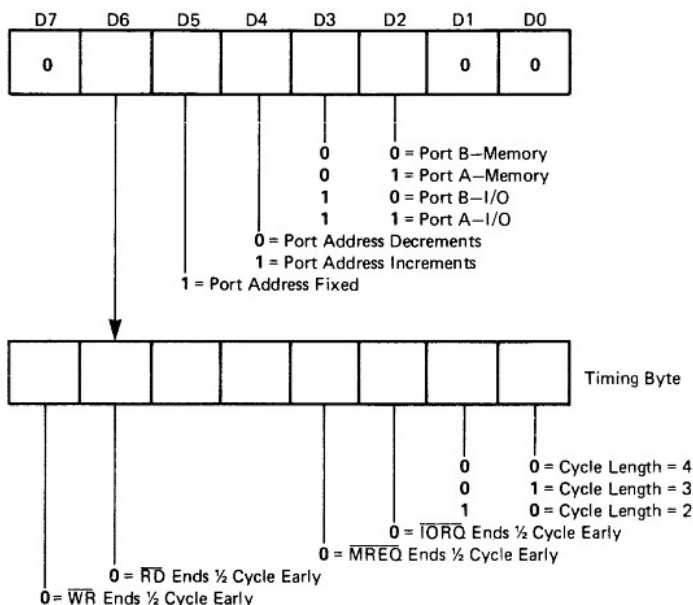 D7 D6 D5 D4 D3 D2 D1 D0
0 0 0
0 0 = Port B–Memory
0 1 = Port A–Memory
1 0 = Port B–I/O
1 1 = Port A–I/O
0 = Port Address Decrements
1 = Port Address Increments
1 = Port Address Fixed
Timing Byte
0 0 = Cycle Length = 4
0 1 = Cycle Length = 3
1 0 = Cycle Length = 2
0 = IORQ Ends ½ Cycle Early
0 = MREQ Ends ½ Cycle Early
0 = RD Ends ½ Cycle Early
0 = WR Ends ½ Cycle Early